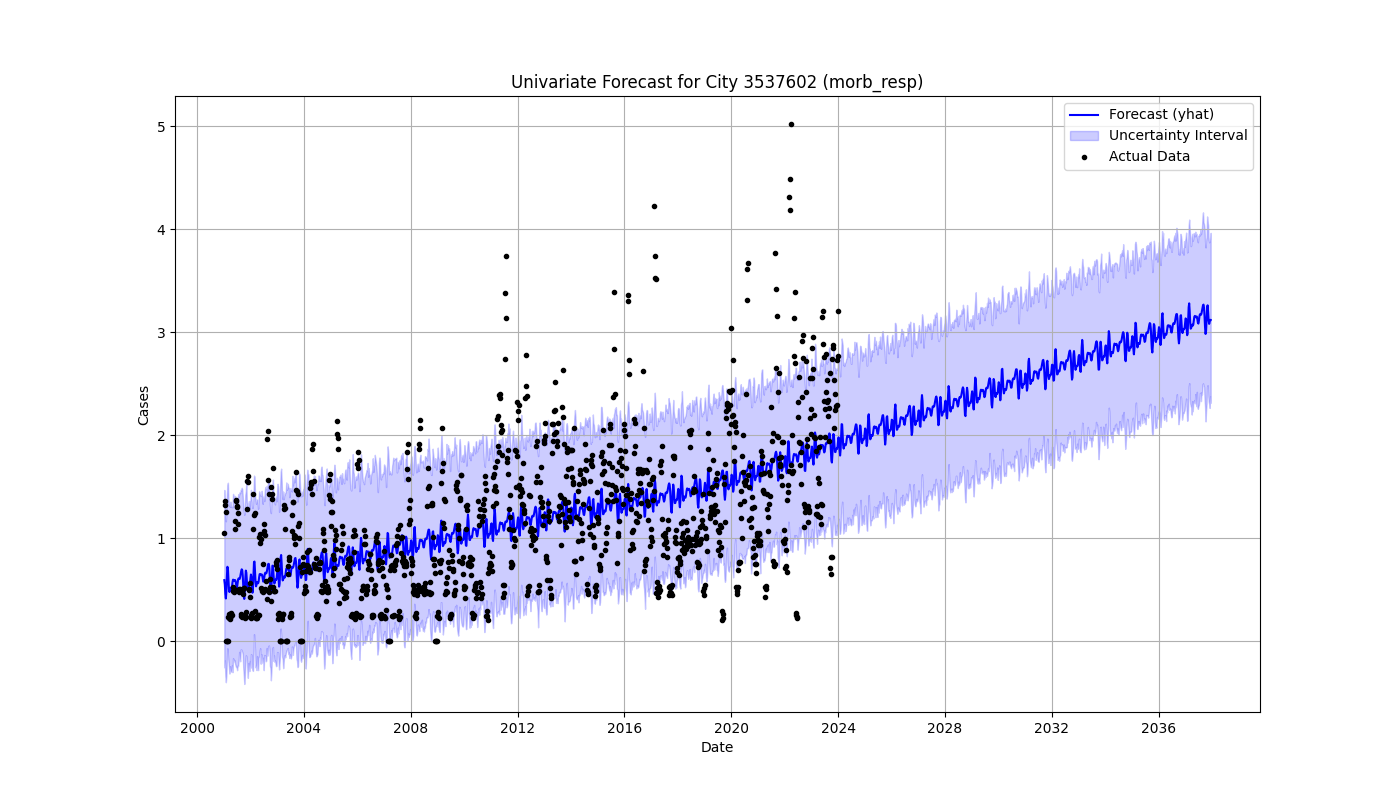 Univariate Forecast for City 3537602 (morb_resp)
Forecast (yhat)
Uncertainty Interval
Actual Data
5
4
3
2
1
0
Cases
2000 2004 2008 2012 2016 2020 2024 2028 2032 2036
Date